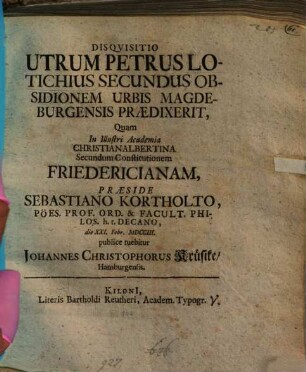 DISQVISITIO
UTRUM PETRUS LO-
TICHIUS SECUNDUS OB-
SIDIONEM URBIS MAGDE-
BURGENSIS PRÆDIXERIT,
Quam
In Illustri Academia
CHRISTIANALBERTINA
Secundum Constitutionem
FRIEDERICIANAM,
PRÆSIDE
SEBASTIANO KORTHOLTO,
PÖES. PROF. ORD. & FACULT. PHI-
LOS. h. t. DECANO,
die XXI. Febr. MDCCIII.
publice tuebitur
JOHANNES CHRISTOPHORUS Krüsike/
Hamburgensis.
KILONI,
Literis Bartholdi Reutheri, Academ. Typogr.